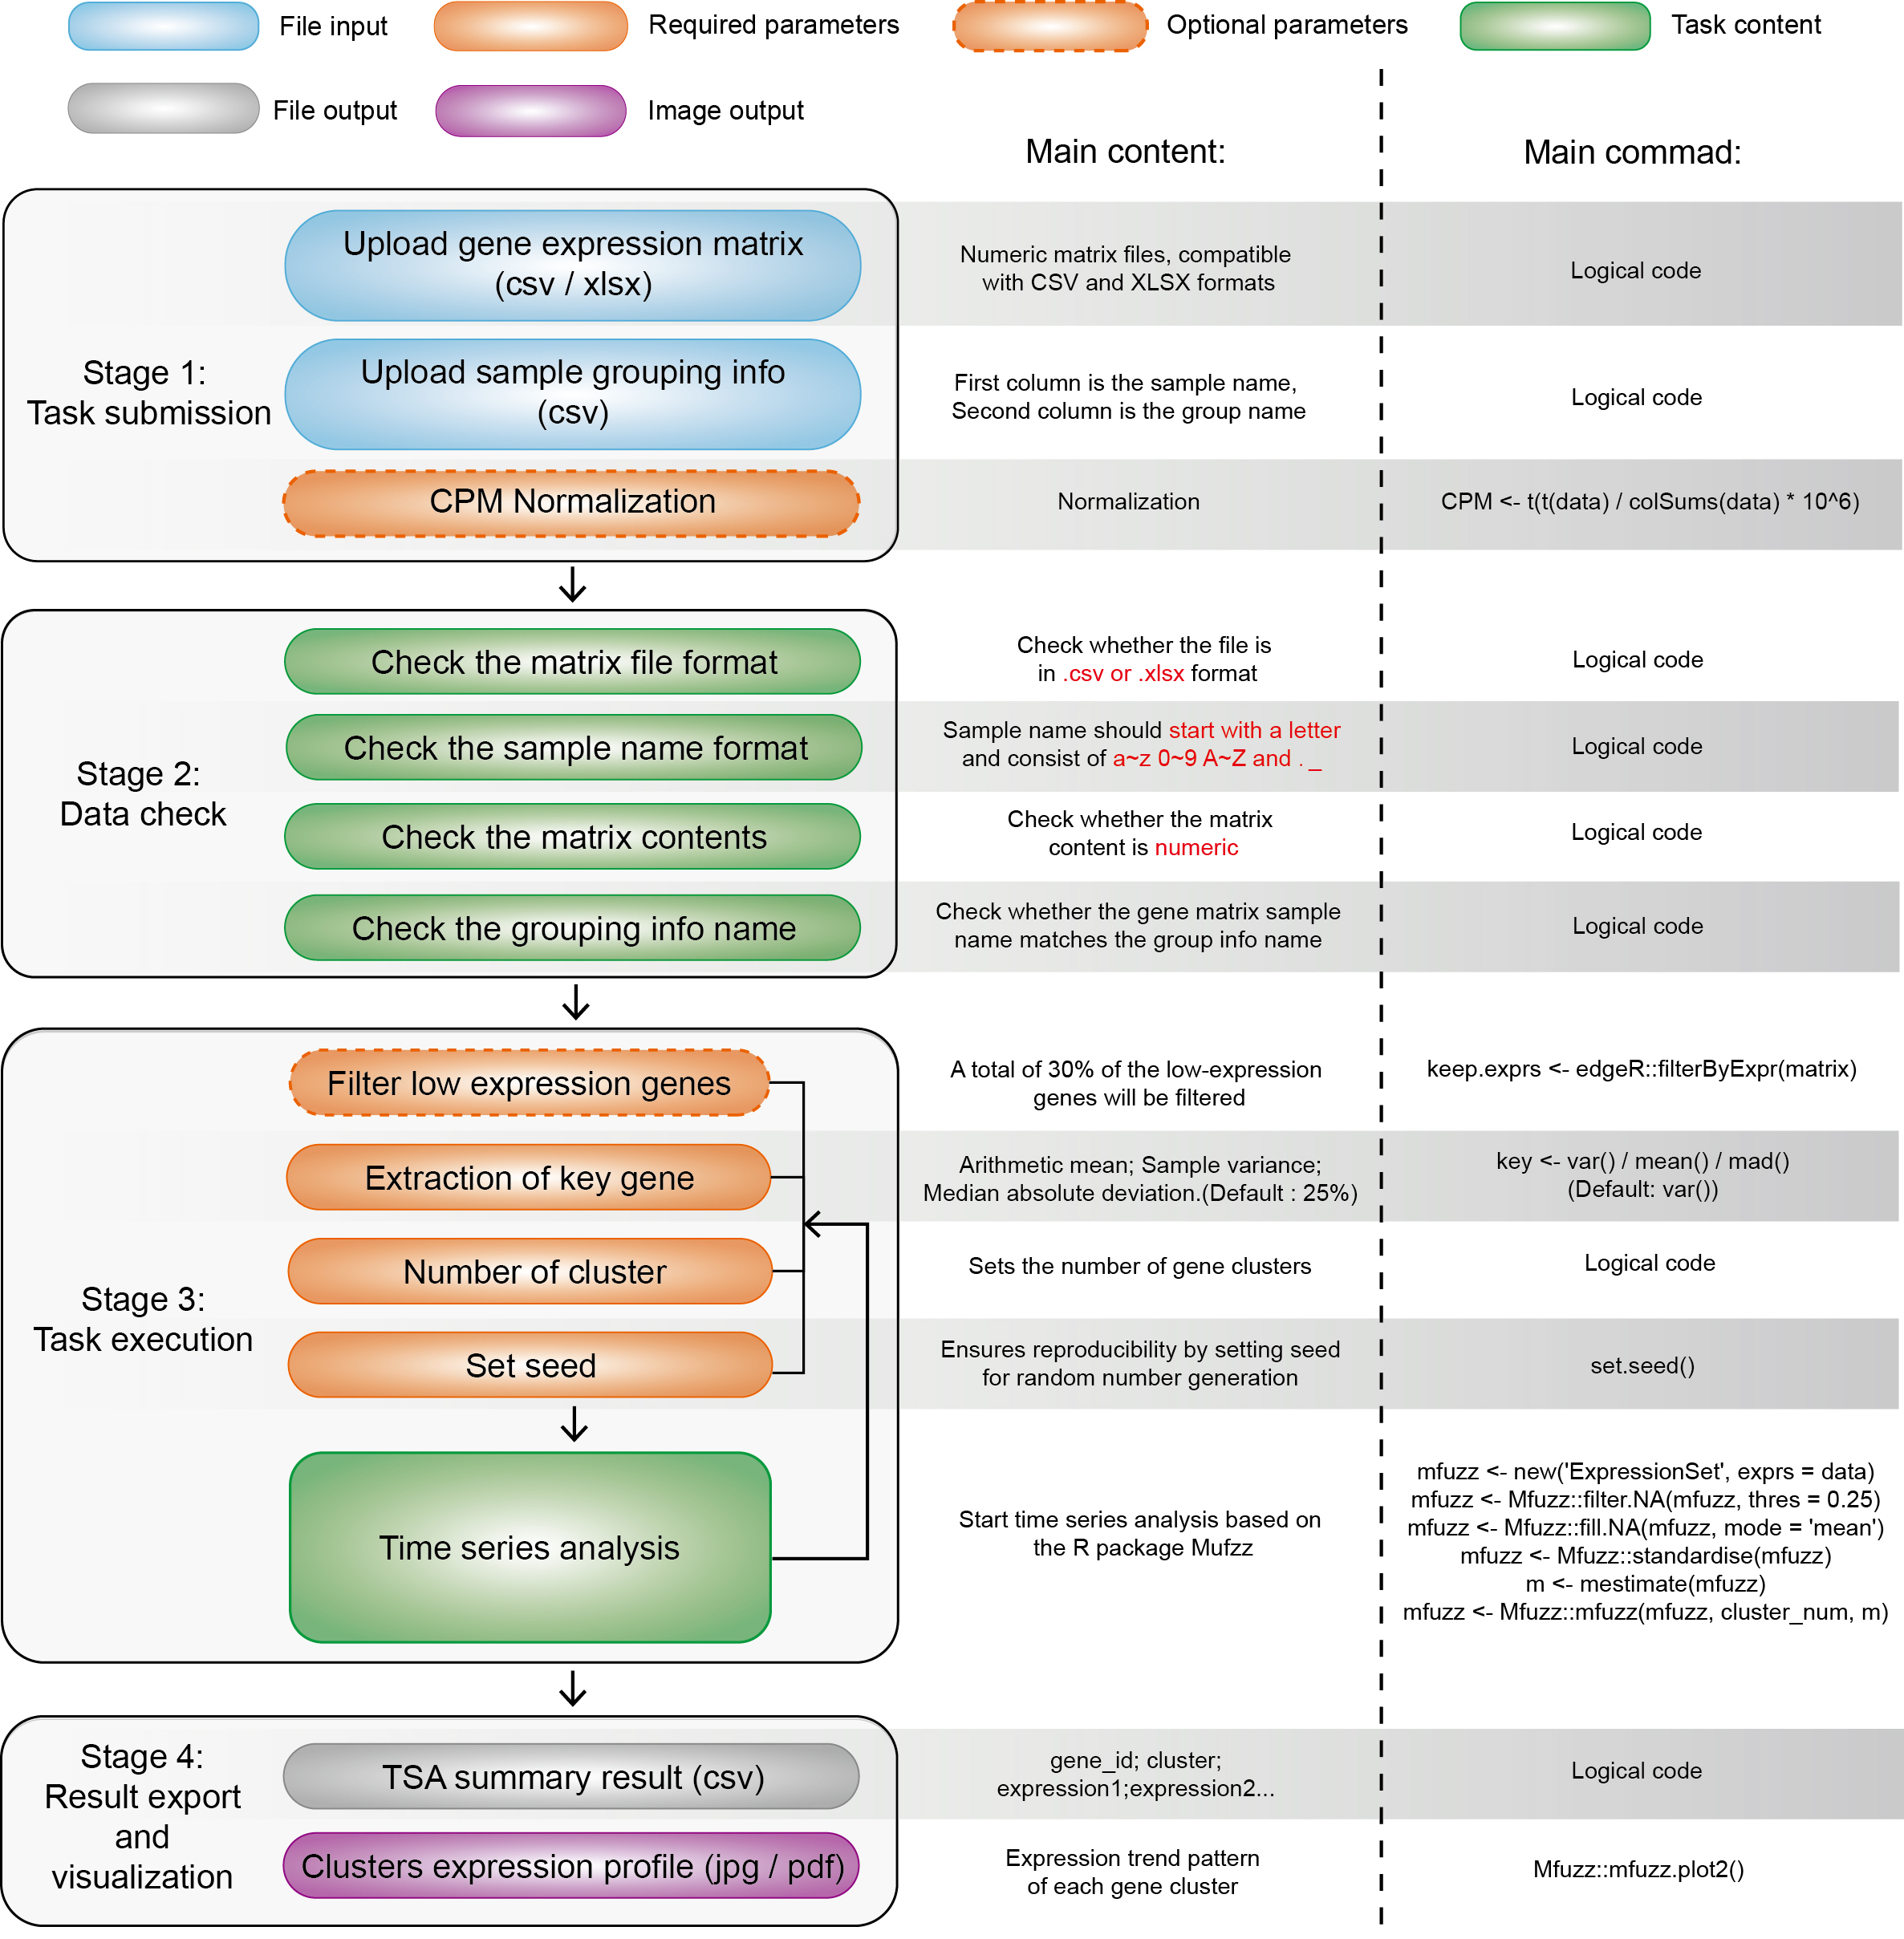 File input
Required parameters
Optional parameters
Task content
File output
Image output
Main content:
Main commad:
Stage 1:
Task submission
Upload gene expression matrix
(csv / xlsx)
Numeric matrix files, compatible
with CSV and XLSX formats
Logical code
Upload sample grouping info
(csv)
First column is the sample name,
Second column is the group name
Logical code
CPM Normalization
Normalization
CPM <- t(t(data) / colSums(data) * 10^6)
Stage 2:
Data check
Check the matrix file format
Check whether the file is
in .csv or .xlsx format
Logical code
Check the sample name format
Sample name should start with a letter
and consist of a~z 0~9 A~Z and . _
Logical code
Check the matrix contents
Check whether the matrix
content is numeric
Logical code
Check the grouping info name
Check whether the gene matrix sample
name matches the group info name
Logical code
Stage 3:
Task execution
Filter low expression genes
A total of 30% of the low-expression
genes will be filtered
keep.exprs <- edgeR::filterByExpr(matrix)
Extraction of key gene
Arithmetic mean; Sample variance;
Median absolute deviation.(Default : 25%)
key <- var() / mean() / mad()
(Default: var())
Number of cluster
Sets the number of gene clusters
Logical code
Set seed
Ensures reproducibility by setting seed
for random number generation
set.seed()
Time series analysis
Start time series analysis based on
the R package Mufzz
mfuzz <- new('ExpressionSet', exprs = data)
mfuzz <- Mfuzz::filter.NA(mfuzz, thres = 0.25)
mfuzz <- Mfuzz::fill.NA(mfuzz, mode = 'mean')
mfuzz <- Mfuzz::standardise(mfuzz)
m <- mestimate(mfuzz)
mfuzz <- Mfuzz::mfuzz(mfuzz, cluster_num, m)
Stage 4:
Result export
and
visualization
TSA summary result (csv)
gene_id; cluster;
expression1;expression2...
Logical code
Clusters expression profile (jpg / pdf)
Expression trend pattern
of each gene cluster
Mfuzz::mfuzz.plot2()